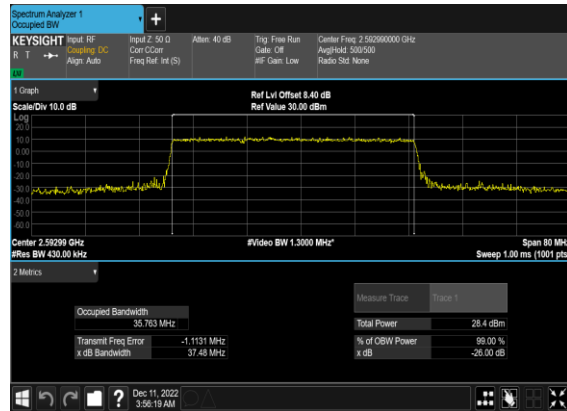 Spectrum Analyzer 1
Occupied BW
KEYSIGHT
R T
Input: RF
Coupling: DC
Align: Auto
Input Z: 50 Ω
Corr CCorr
Freq Ref: Int (S)
Atten: 40 dB
Trig: Free Run
Gate: Off
#IF Gain: Low
Center Freq: 2.592990000 GHz
Avg|Hold: 500/500
Radio Std: None
1 Graph
Scale/Div 10.0 dB
Ref Lvl Offset 8.40 dB
Ref Value 30.00 dBm
Log
20.0
10.0
0.00
-10.0
-20.0
-30.0
-40.0
-50.0
-60.0
Center 2.59299 GHz
#Res BW 430.00 kHz
#Video BW 1.3000 MHz*
Span 80 MHz
Sweep 1.00 ms (1001 pts)
2 Metrics
Measure Trace
Trace 1
Occupied Bandwidth
35.763 MHz
Total Power
28.4 dBm
Transmit Freq Error
-1.1131 MHz
% of OBW Power
99.00 %
x dB Bandwidth
37.48 MHz
x dB
-26.00 dB
?
Dec 11, 2022
3:56:19 AM